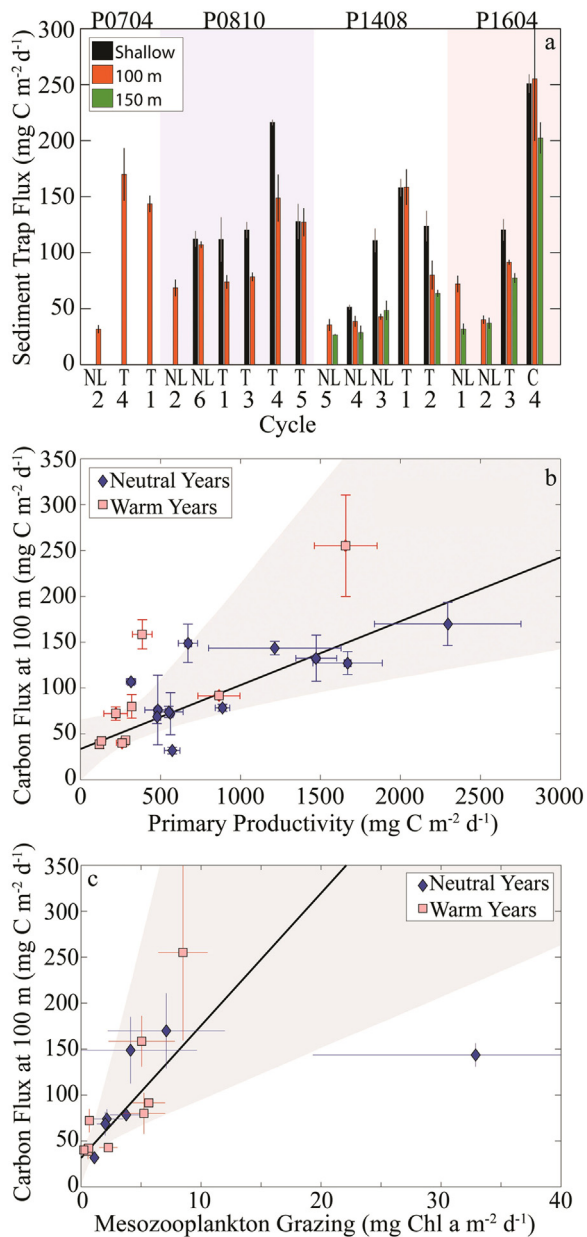 P0704 P0810 P1408 P1604
300
250
200
150
100
50
0
Sediment Trap Flux (mg C m-2 d-1)
a
Shallow
100 m
150 m
NL T T NL NL T T T T NL NL NL T T NL NL T C
2 4 1 2 6 1 3 4 5 5 4 3 1 2 1 2 3 4
Cycle
350
300
250
200
150
100
50
0
Carbon Flux at 100 m (mg C m-2 d-1)
b
Neutral Years
Warm Years
0 500 1000 1500 2000 2500 3000
Primary Productivity (mg C m-2 d-1)
350
300
250
200
150
100
50
0
Carbon Flux at 100 m (mg C m-2 d-1)
c
Neutral Years
Warm Years
0 10 20 30 40
Mesozooplankton Grazing (mg Chl a m-2 d-1)